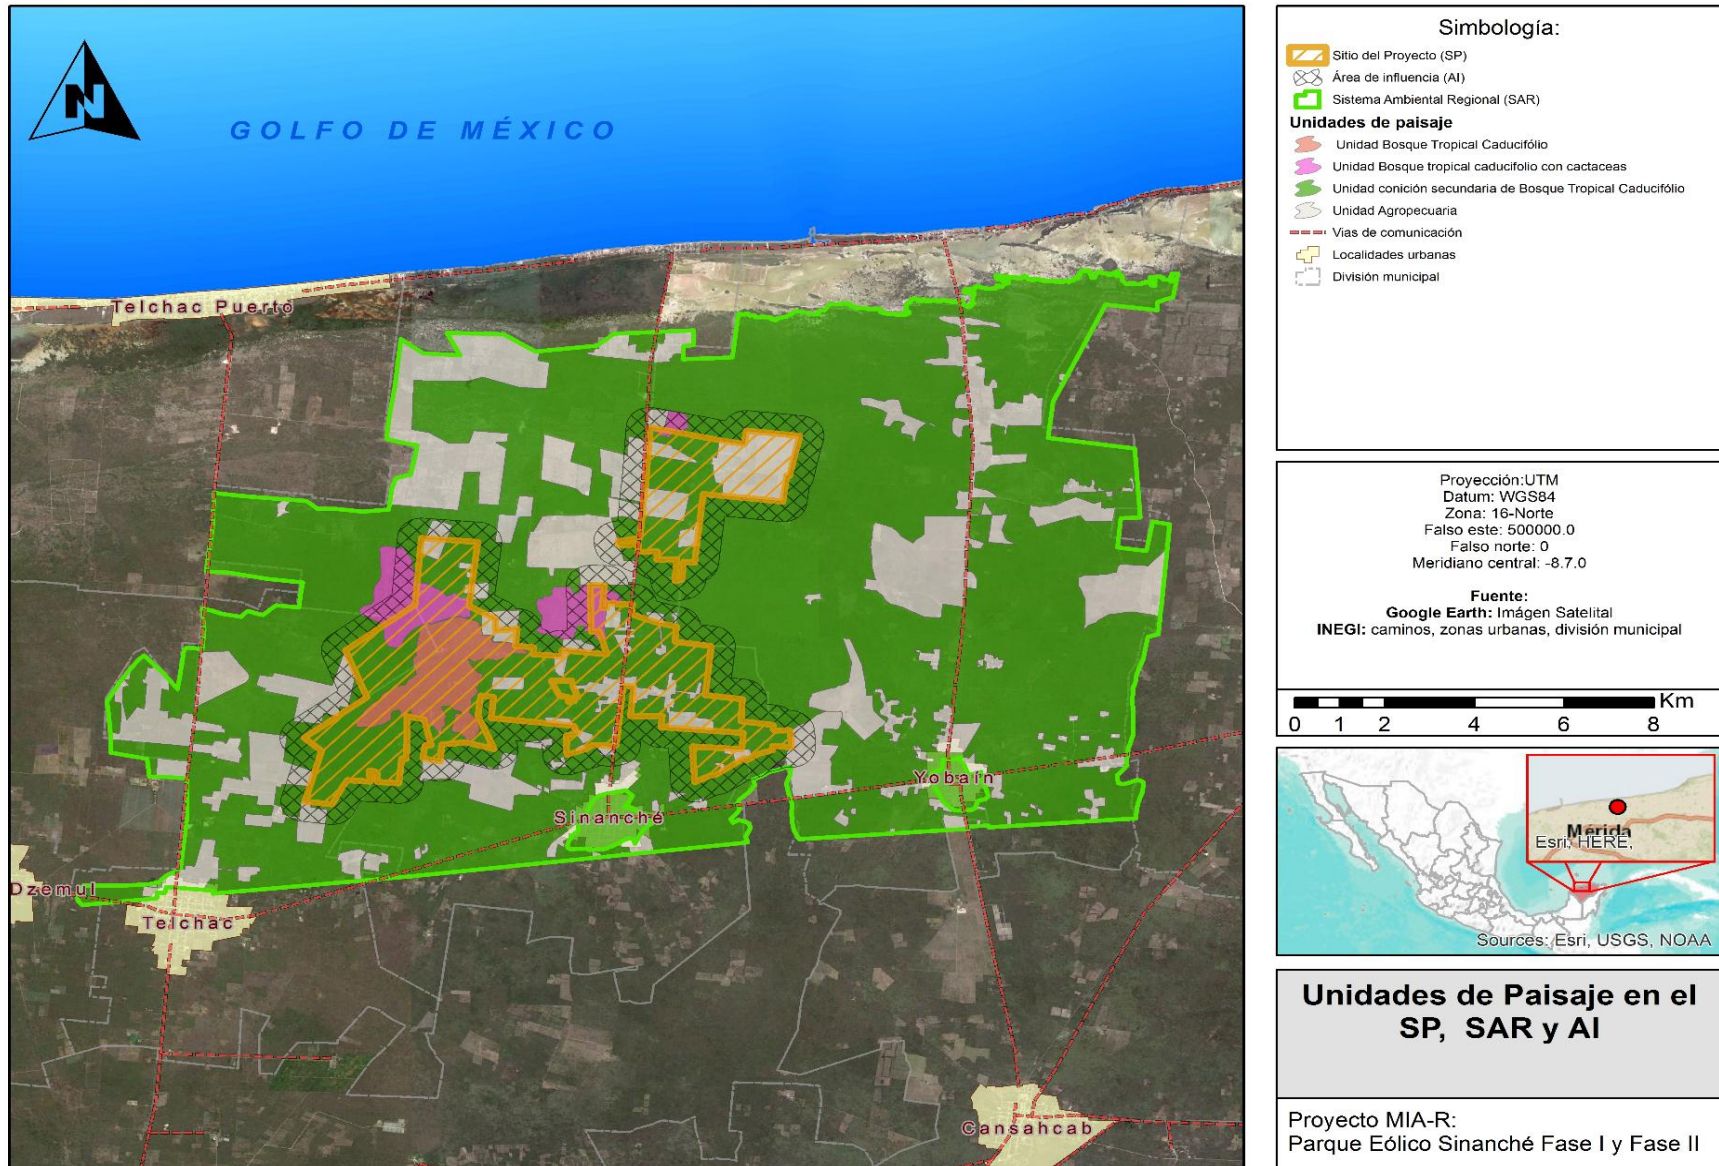 N
GOLFO DE MÉXICO
Telchac Puerto
Yobaín
Sinanché
Dzemul
Telchac
Cansahcab
Simbología:
Sitio del Proyecto (SP)
Área de influencia (AI)
Sistema Ambiental Regional (SAR)
Unidades de paisaje
Unidad Bosque Tropical Caducifólio
Unidad Bosque tropical caducifolio con cactaceas
Unidad conición secundaria de Bosque Tropical Caducifólio
Unidad Agropecuaria
Vias de comunicación
Localidades urbanas
División municipal
Proyección:UTM
Datum: WGS84
Zona: 16-Norte
Falso este: 500000.0
Falso norte: 0
Meridiano central: -8.7.0
Fuente:
Google Earth: Imágen Satelital
INEGI: caminos, zonas urbanas, división municipal
Km
0 1 2 4 6 8
Mérida
Esri, HERE,
Sources: Esri, USGS, NOAA
Unidades de Paisaje en el
SP, SAR y AI
Proyecto MIA-R:
Parque Eólico Sinanché Fase I y Fase II